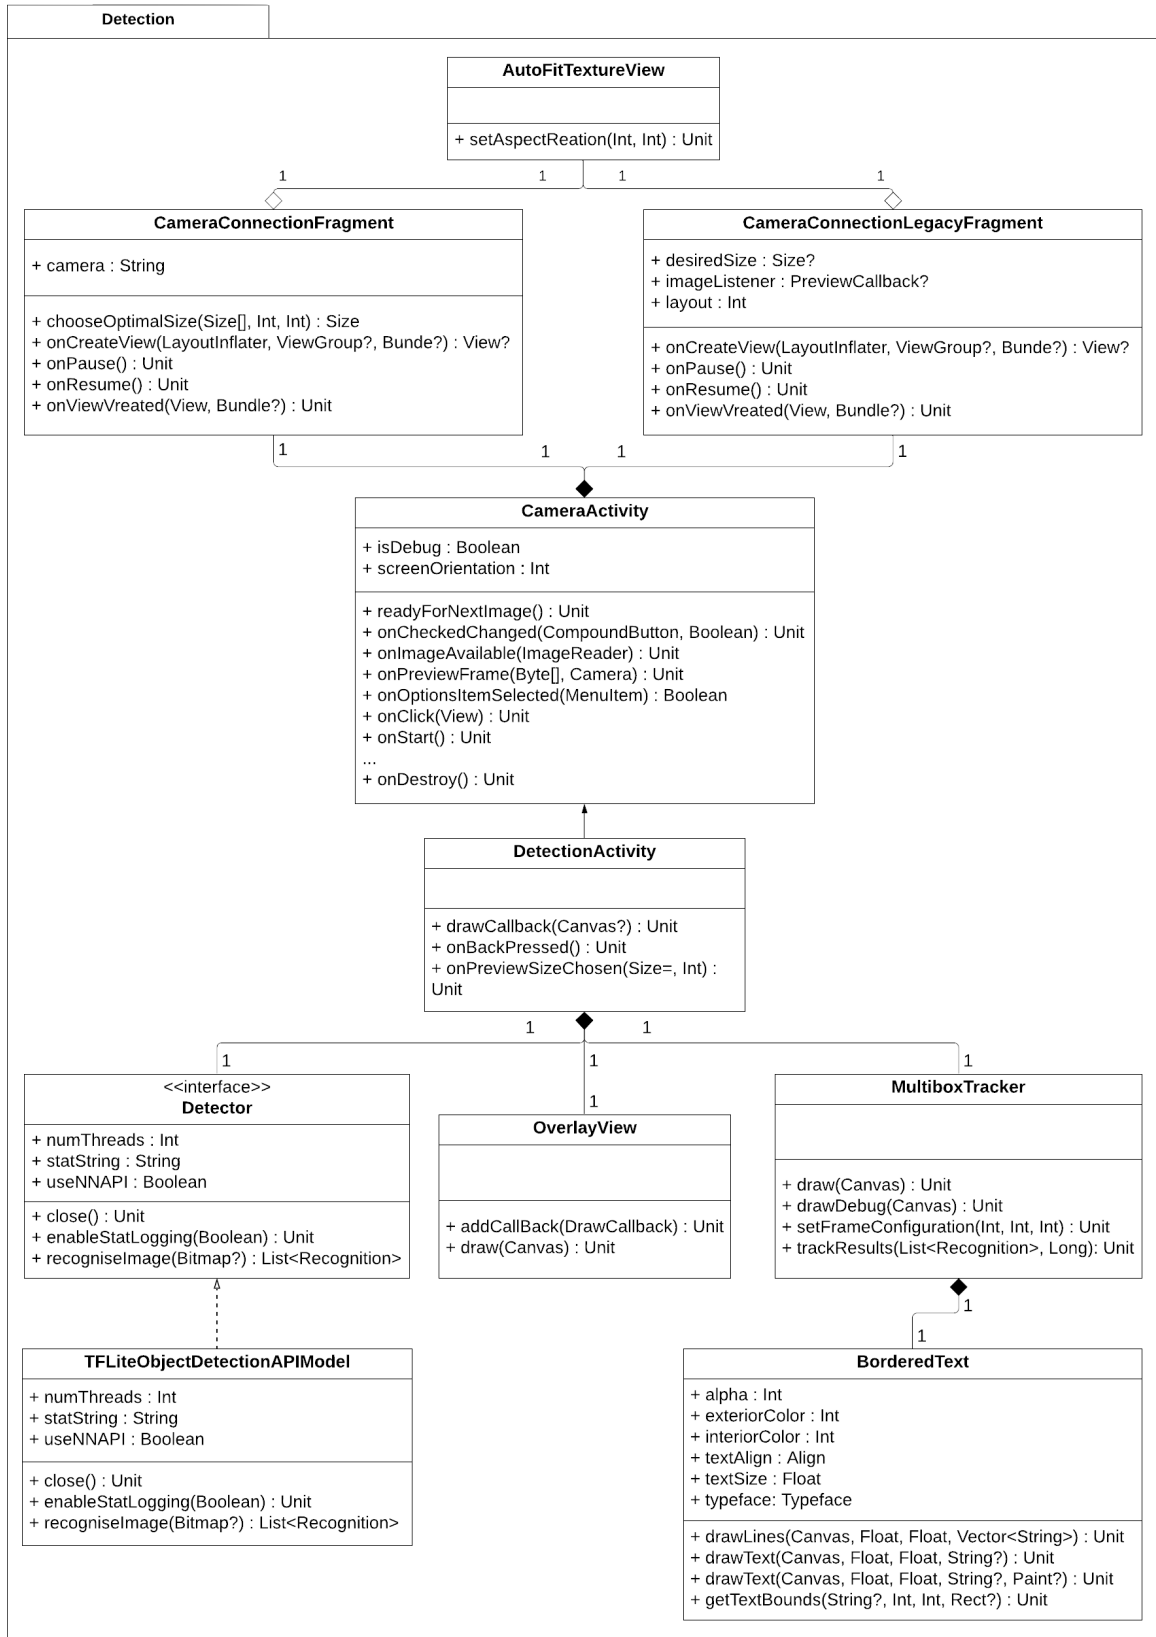 Detection
AutoFitTextureView
+ setAspectReation(Int, Int) : Unit
1
1
1
1
CameraConnectionFragment
+ camera : String
+ chooseOptimalSize(Size[], Int, Int) : Size
+ onCreateView(LayoutInflater, ViewGroup?, Bunde?) : View?
+ onPause() : Unit
+ onResume() : Unit
+ onViewVreated(View, Bundle?) : Unit
CameraConnectionLegacyFragment
+ desiredSize : Size?
+ imageListener : PreviewCallback?
+ layout : Int
+ onCreateView(LayoutInflater, ViewGroup?, Bunde?) : View?
+ onPause() : Unit
+ onResume() : Unit
+ onViewVreated(View, Bundle?) : Unit
1
1
1
1
CameraActivity
+ isDebug : Boolean
+ screenOrientation : Int
+ readyForNextImage() : Unit
+ onCheckedChanged(CompoundButton, Boolean) : Unit
+ onImageAvailable(ImageReader) : Unit
+ onPreviewFrame(Byte[], Camera) : Unit
+ onOptionsItemSelected(MenuItem) : Boolean
+ onClick(View) : Unit
+ onStart() : Unit
...
+ onDestroy() : Unit
DetectionActivity
+ drawCallback(Canvas?) : Unit
+ onBackPressed() : Unit
+ onPreviewSizeChosen(Size=, Int) :
Unit
1
1
1
1
1
1
<<interface>>
Detector
+ numThreads : Int
+ statString : String
+ useNNAPI : Boolean
+ close() : Unit
+ enableStatLogging(Boolean) : Unit
+ recogniseImage(Bitmap?) : List<Recognition>
OverlayView
+ addCallBack(DrawCallback) : Unit
+ draw(Canvas) : Unit
MultiboxTracker
+ draw(Canvas) : Unit
+ drawDebug(Canvas) : Unit
+ setFrameConfiguration(Int, Int, Int) : Unit
+ trackResults(List<Recognition>, Long): Unit
1
1
TFLiteObjectDetectionAPIModel
+ numThreads : Int
+ statString : String
+ useNNAPI : Boolean
+ close() : Unit
+ enableStatLogging(Boolean) : Unit
+ recogniseImage(Bitmap?) : List<Recognition>
BorderedText
+ alpha : Int
+ exteriorColor : Int
+ interiorColor : Int
+ textAlign : Align
+ textSize : Float
+ typeface: Typeface
+ drawLines(Canvas, Float, Float, Vector<String>) : Unit
+ drawText(Canvas, Float, Float, String?) : Unit
+ drawText(Canvas, Float, Float, String?, Paint?) : Unit
+ getTextBounds(String?, Int, Int, Rect?) : Unit